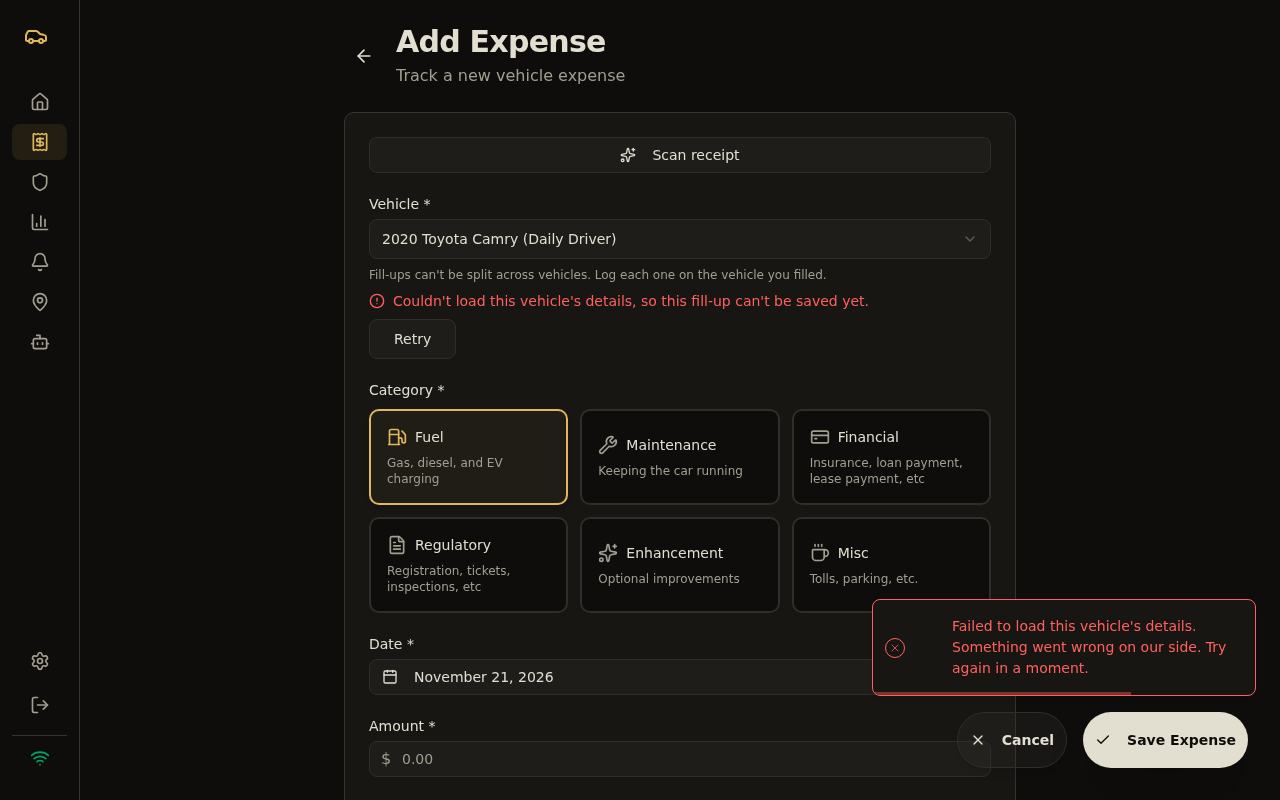 Add Expense
Track a new vehicle expense
Scan receipt
Vehicle *
2020 Toyota Camry (Daily Driver)
Fill-ups can't be split across vehicles. Log each one on the vehicle you filled.
Couldn't load this vehicle's details, so this fill-up can't be saved yet.
Retry
Category *
Fuel
Gas, diesel, and EV
charging
Maintenance
Keeping the car running
Financial
Insurance, loan payment,
lease payment, etc
Regulatory
Registration, tickets,
inspections, etc
Enhancement
Optional improvements
Misc
Tolls, parking, etc.
Failed to load this vehicle's details.
Something went wrong on our side. Try
again in a moment.
Date *
November 21, 2026
Amount *
$ 0.00
Cancel
Save Expense